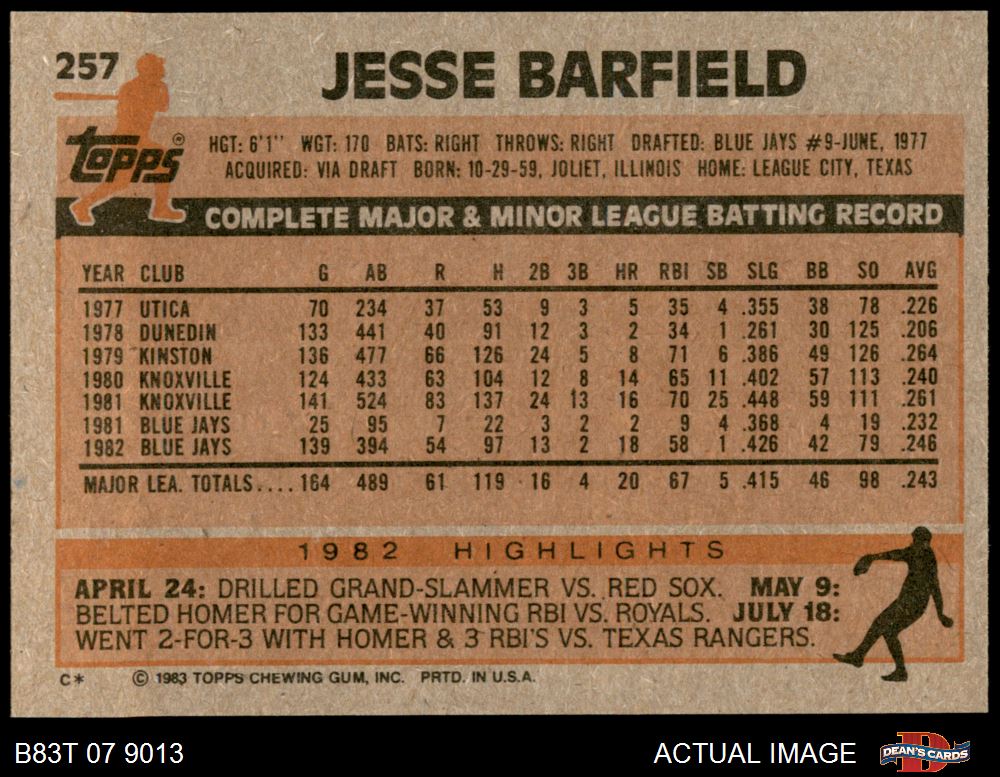 257
JESSE BARFIELD
Topps®
HGT: 6'1" WGT: 170 BATS: RIGHT THROWS: RIGHT DRAFTED: BLUE JAYS #9-JUNE, 1977
ACQUIRED: VIA DRAFT BORN: 10-29-59, JOLIET, ILLINOIS HOME: LEAGUE CITY, TEXAS
COMPLETE MAJOR & MINOR LEAGUE BATTING RECORD
YEAR CLUB G AB R H 2B 3B HR RBI SB SLG BB SO AVG
1977 UTICA 70 234 37 53 9 3 5 35 4 .355 38 78 .226
1978 DUNEDIN 133 441 40 91 12 3 2 34 1 .261 30 125 .206
1979 KINSTON 136 477 66 126 24 5 8 71 6 .386 49 126 .264
1980 KNOXVILLE 124 433 63 104 12 8 14 65 11 .402 57 113 .240
1981 KNOXVILLE 141 524 83 137 24 13 16 70 25 .448 59 111 .261
1981 BLUE JAYS 25 95 7 22 3 2 2 9 4 .368 4 19 .232
1982 BLUE JAYS 139 394 54 97 13 2 18 58 1 .426 42 79 .246
MAJOR LEA. TOTALS.... 164 489 61 119 16 4 20 67 5 .415 46 98 .243
1982 HIGHLIGHTS
APRIL 24: DRILLED GRAND-SLAMMER VS. RED SOX. MAY 9:
BELTED HOMER FOR GAME-WINNING RBI VS. ROYALS. JULY 18:
WENT 2-FOR-3 WITH HOMER & 3 RBI'S VS. TEXAS RANGERS.
C* © 1983 TOPPS CHEWING GUM, INC. PRTD. IN U.S.A.
B83T 07 9013
ACTUAL IMAGE
D
DEAN'S CARDS